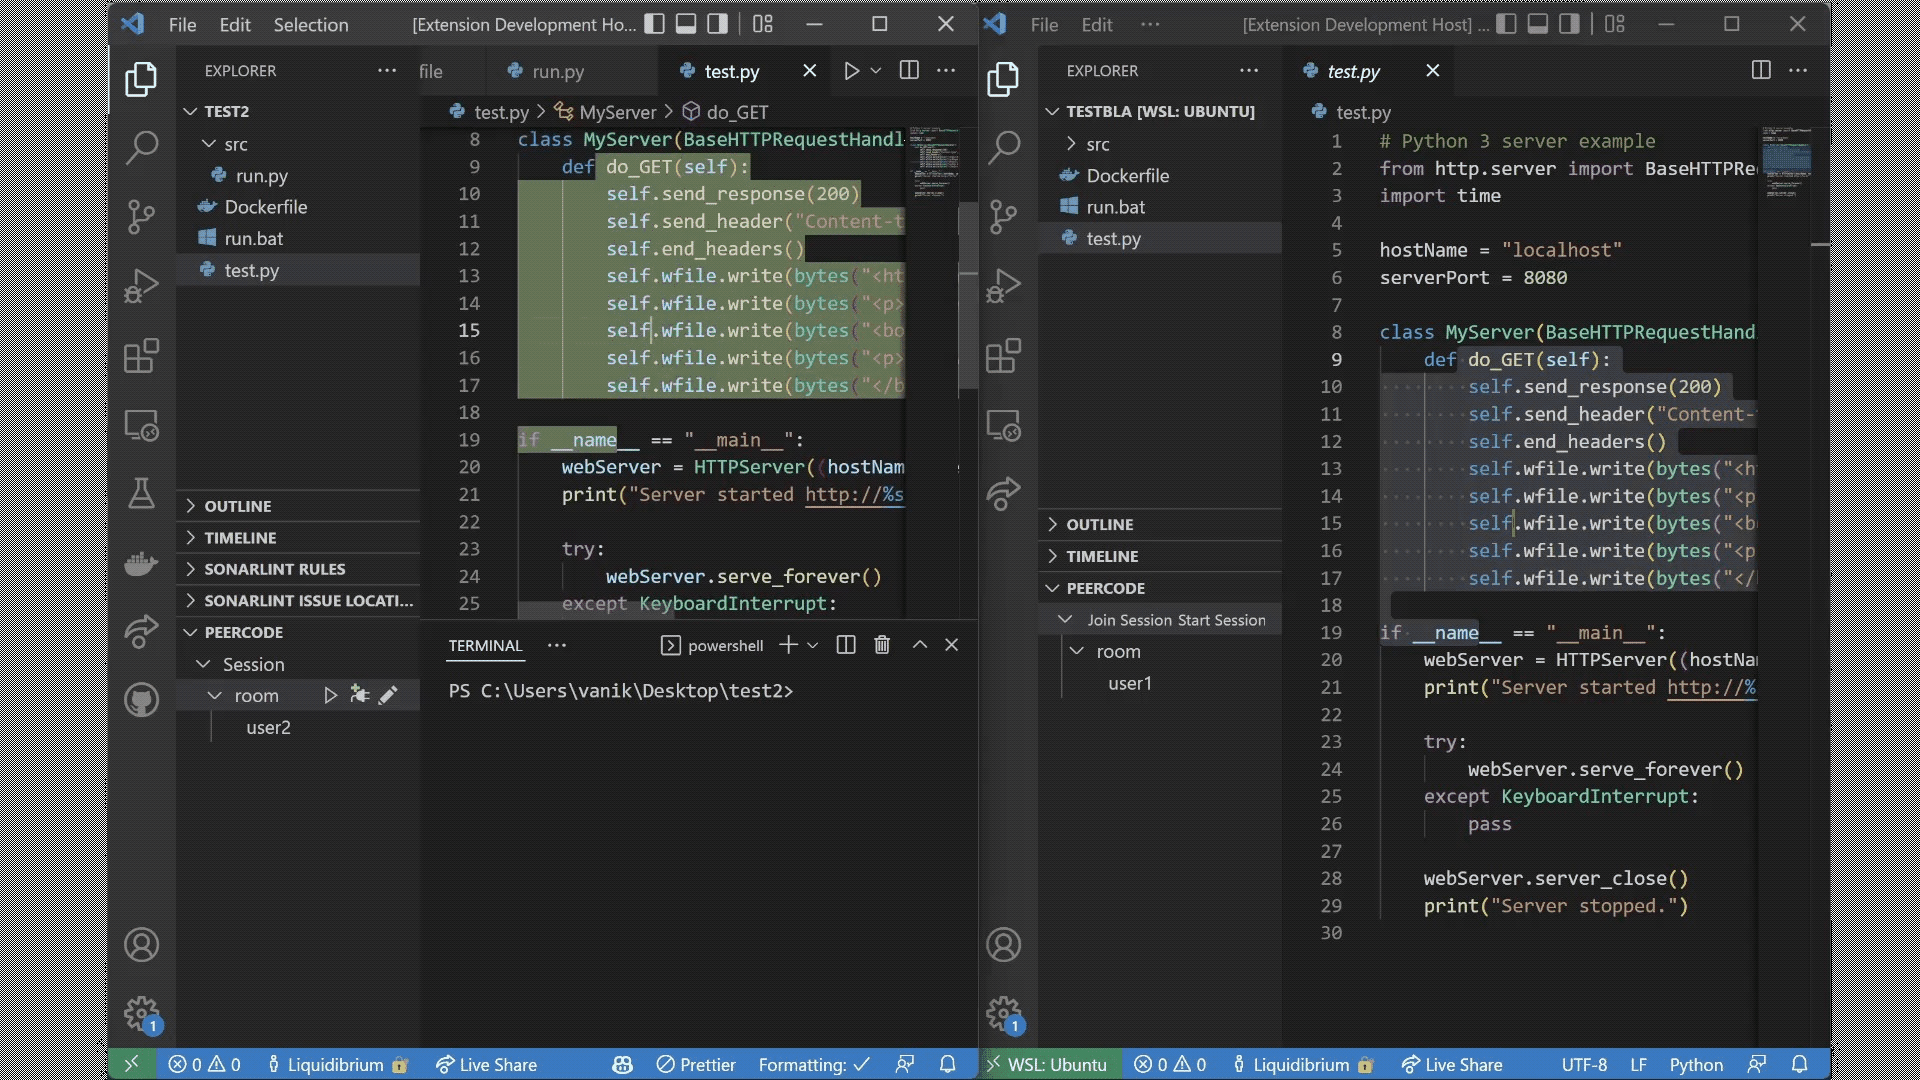 File Edit Selection [Extension Development Ho...
EXPLORER
TEST2
src
run.py
Dockerfile
run.bat
test.py
OUTLINE
TIMELINE
SONARLINT RULES
SONARLINT ISSUE LOCATI...
PEERCODE
Session
room
user2
file run.py test.py
test.py > MyServer > do_GET
8 class MyServer(BaseHTTPRequestHandl
9 def do_GET(self):
10 self.send_response(200)
11 self.send_header("Content-t
12 self.end_headers()
13 self.wfile.write(bytes("<ht
14 self.wfile.write(bytes("<p>
15 self.wfile.write(bytes("<bo
16 self.wfile.write(bytes("<p>
17 self.wfile.write(bytes("</b
18
19 if __name__ == "__main__":
20 webServer = HTTPServer((hostNam
21 print("Server started http://%s
22
23 try:
24 webServer.serve_forever()
25 except KeyboardInterrupt:
TERMINAL ... powershell
PS C:\Users\vanik\Desktop\test2>
1
0 0 Liquidibrium Live Share Prettier Formatting: ✓
File Edit ... [Extension Development Host] ...
EXPLORER
TESTBLA [WSL: UBUNTU]
src
Dockerfile
run.bat
test.py
OUTLINE
TIMELINE
PEERCODE
Join Session Start Session
room
user1
test.py
test.py
1 # Python 3 server example
2 from http.server import BaseHTTPRe
3 import time
4
5 hostName = "localhost"
6 serverPort = 8080
7
8 class MyServer(BaseHTTPRequestHand
9 def do_GET(self):
10 self.send_response(200)
11 self.send_header("Content-
12 self.end_headers()
13 self.wfile.write(bytes("<h
14 self.wfile.write(bytes("<p
15 self.wfile.write(bytes("<b
16 self.wfile.write(bytes("<p
17 self.wfile.write(bytes("</
18
19 if __name__ == "__main__":
20 webServer = HTTPServer((hostNa
21 print("Server started http://%
22
23 try:
24 webServer.serve_forever()
25 except KeyboardInterrupt:
26 pass
27
28 webServer.server_close()
29 print("Server stopped.")
30
1
WSL: Ubuntu 0 0 Liquidibrium Live Share UTF-8 LF Python